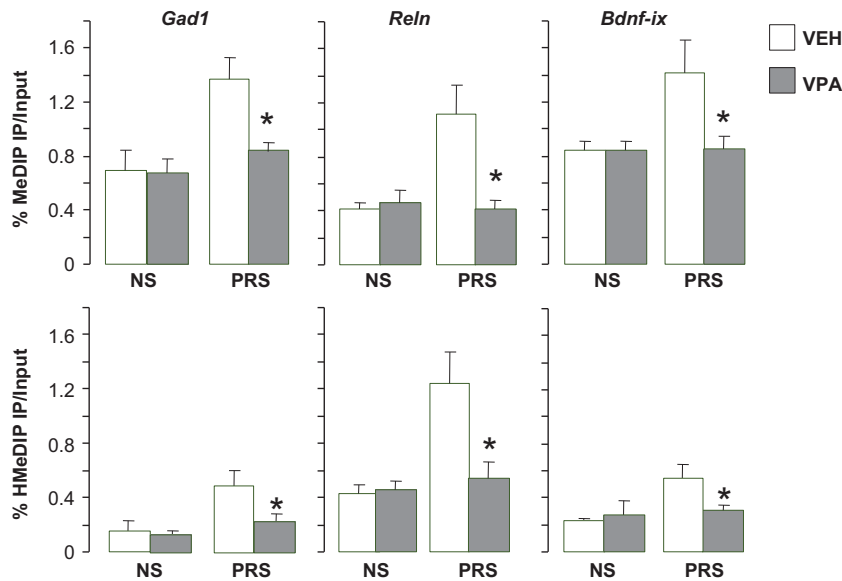 Gad1 Reln Bdnf-ix
VEH
VPA
% MeDIP IP/Input
1.6
1.2
0.8
0.4
0
* * *
NS PRS NS PRS NS PRS
% HMeDIP IP/Input
1.6
1.2
0.8
0.4
0
* * *
NS PRS NS PRS NS PRS